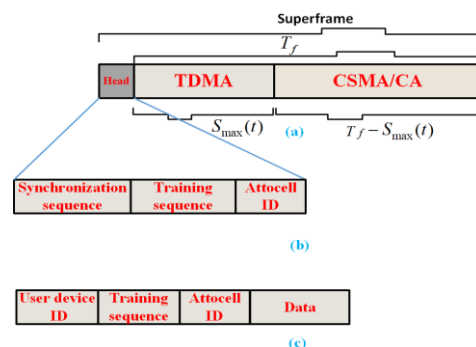 Superframe
T_f
Head TDMA CSMA/CA
S_max(t) T_f − S_max(t)
(a)
Synchronization sequence Training sequence Attocell ID
(b)
User device ID Training sequence Attocell ID Data
(c)